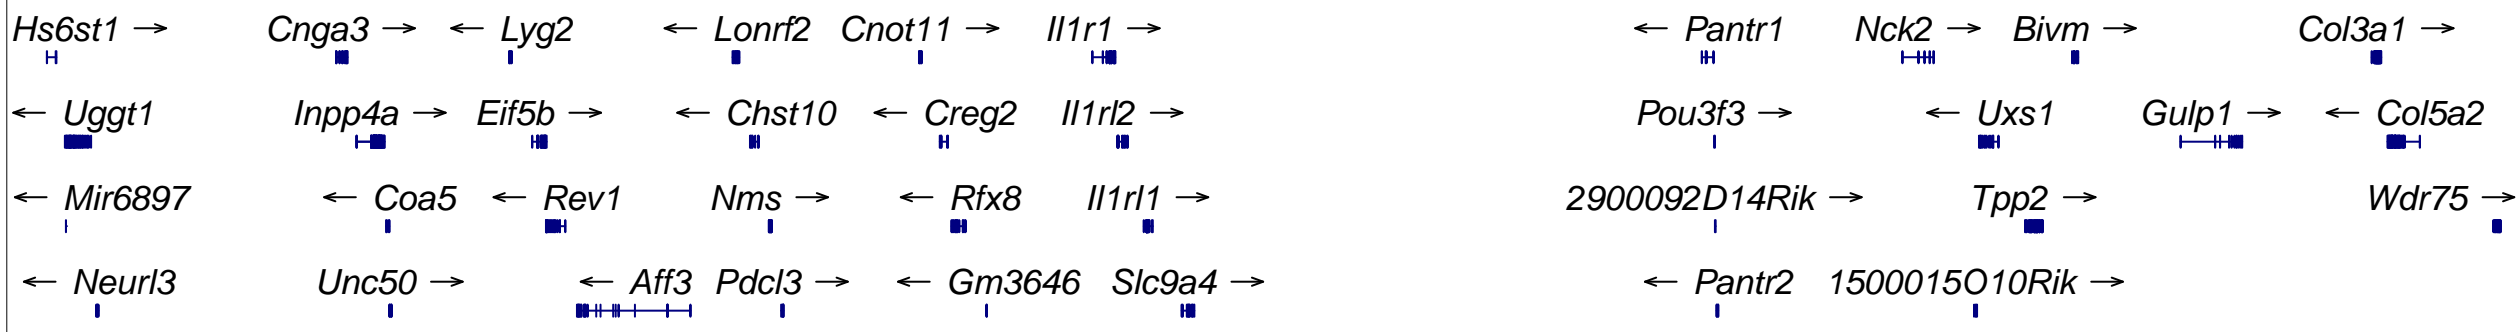 Hs6st1 → Cnga3 → ← Lyg2 ← Lonrf2 Cnot11 → Il1r1 → ← Pantr1 Nck2 → Bivm → Col3a1 →
← Uggt1 Inpp4a → Eif5b → ← Chst10 ← Creg2 Il1rl2 → Pou3f3 → ← Uxs1 Gulp1 → ← Col5a2
← Mir6897 ← Coa5 ← Rev1 Nms → ← Rfx8 Il1rl1 → 2900092D14Rik → Tpp2 → Wdr75 →
← Neurl3 Unc50 → ← Aff3 Pdcl3 → ← Gm3646 Slc9a4 → ← Pantr2 1500015O10Rik →